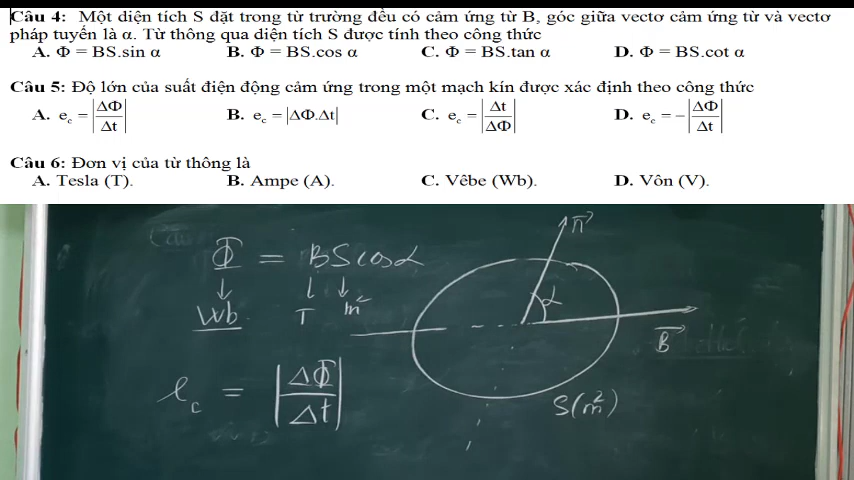 Câu 4: Một diện tích S đặt trong từ trường đều có cảm ứng từ B, góc giữa vectơ cảm ứng từ và vectơ
pháp tuyến là α. Từ thông qua diện tích S được tính theo công thức
A. Φ = BS.sin α B. Φ = BS.cos α C. Φ = BS.tan α D. Φ = BS.cot α
Câu 5: Độ lớn của suất điện động cảm ứng trong một mạch kín được xác định theo công thức
A. e_c = |ΔΦ/Δt| B. e_c = |ΔΦ.Δt| C. e_c = |Δt/ΔΦ| D. e_c = -|ΔΦ/Δt|
Câu 6: Đơn vị của từ thông là
A. Tesla (T). B. Ampe (A). C. Vêbe (Wb). D. Vôn (V).
Φ = BS cos α
↓ ↓ ↓
Wb T m²
e_c = |ΔΦ/Δt|
n⃗
α
B⃗
S(m²)